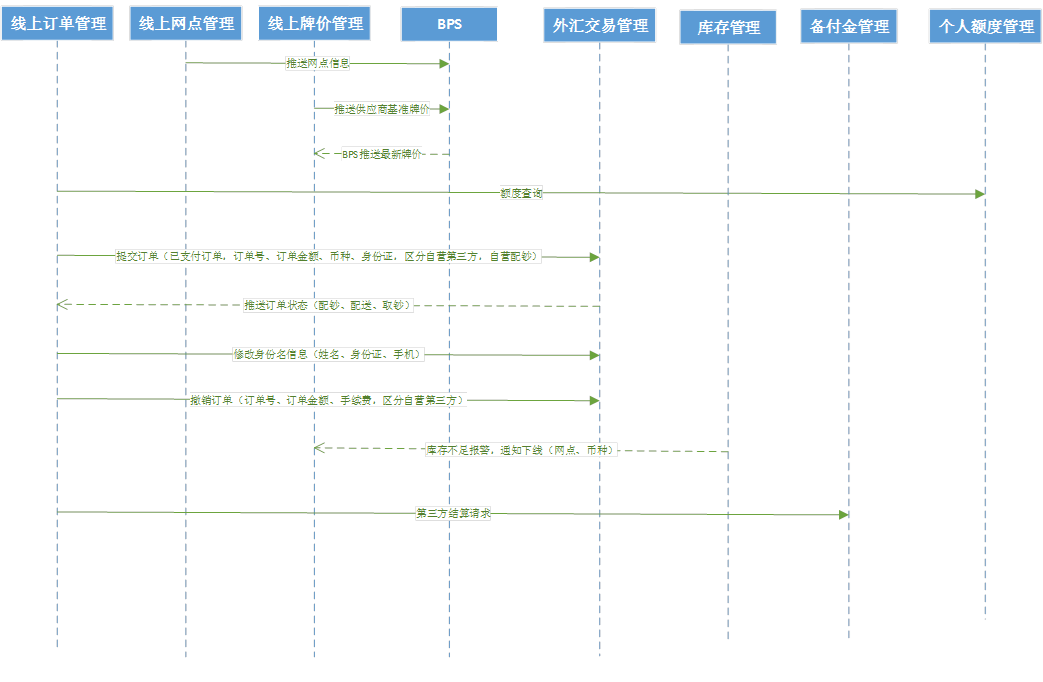 线上订单管理
线上网点管理
线上牌价管理
BPS
外汇交易管理
库存管理
备付金管理
个人额度管理
推送网点信息
推送供应商基准牌价
BPS推送最新牌价
额度查询
提交订单（已支付订单，订单号、订单金额、币种、身份证，区分自营第三方，自营配钞）
推送订单状态（配钞、配送、取钞）
修改身份名信息（姓名、身份证、手机）
撤销订单（订单号、订单金额、手续费，区分自营第三方）
库存不足报警，通知下线（网点、币种）
第三方结算请求